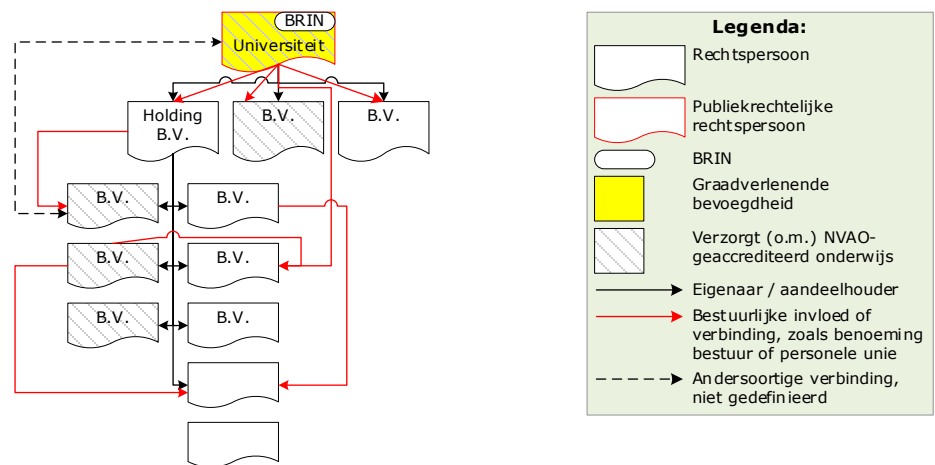 BRIN
Universiteit
Holding
B.V.
B.V.
B.V.
B.V.
B.V.
B.V.
B.V.
B.V.
B.V.
Legenda:
Rechtspersoon
Publiekrechtelijke
rechtspersoon
BRIN
Graadverlenende
bevoegdheid
Verzorgt (o.m.) NVAO-
geaccrediteerd onderwijs
Eigenaar / aandeelhouder
Bestuurlijke invloed of
verbinding, zoals benoeming
bestuur of personele unie
Andersoortige verbinding,
niet gedefinieerd